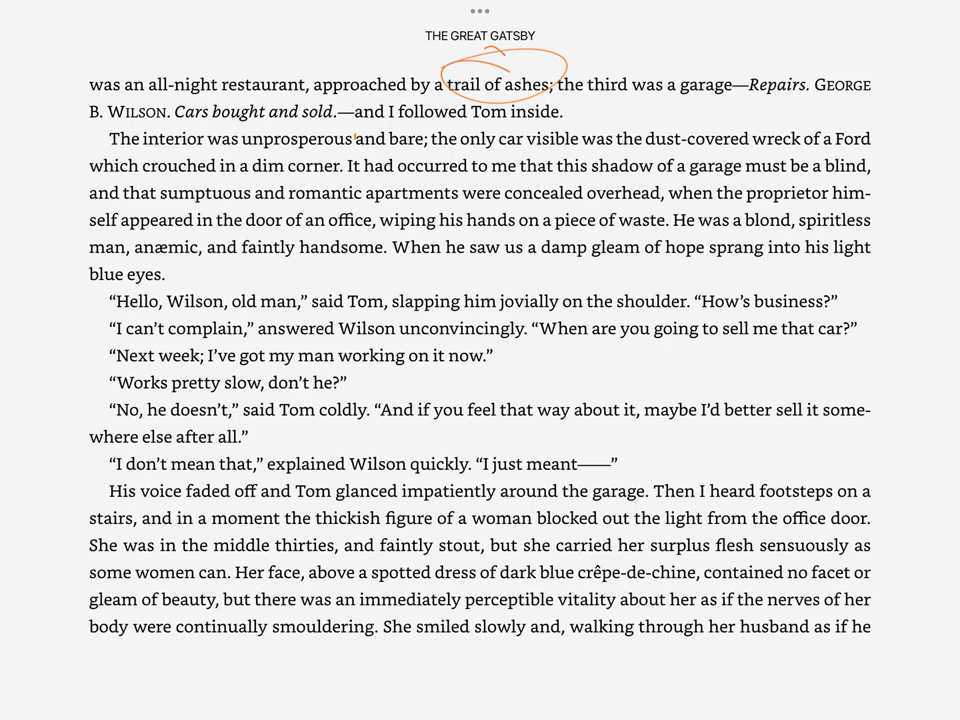 THE GREAT GATSBY
was an all-night restaurant, approached by a trail of ashes; the third was a garage—Repairs. GEORGE
B. WILSON. Cars bought and sold.—and I followed Tom inside.
The interior was unprosperous and bare; the only car visible was the dust-covered wreck of a Ford
which crouched in a dim corner. It had occurred to me that this shadow of a garage must be a blind,
and that sumptuous and romantic apartments were concealed overhead, when the proprietor him-
self appeared in the door of an office, wiping his hands on a piece of waste. He was a blond, spiritless
man, anæmic, and faintly handsome. When he saw us a damp gleam of hope sprang into his light
blue eyes.
“Hello, Wilson, old man,” said Tom, slapping him jovially on the shoulder. “How’s business?”
“I can’t complain,” answered Wilson unconvincingly. “When are you going to sell me that car?”
“Next week; I’ve got my man working on it now.”
“Works pretty slow, don’t he?”
“No, he doesn’t,” said Tom coldly. “And if you feel that way about it, maybe I’d better sell it some-
where else after all.”
“I don’t mean that,” explained Wilson quickly. “I just meant——”
His voice faded off and Tom glanced impatiently around the garage. Then I heard footsteps on a
stairs, and in a moment the thickish figure of a woman blocked out the light from the office door.
She was in the middle thirties, and faintly stout, but she carried her surplus flesh sensuously as
some women can. Her face, above a spotted dress of dark blue crêpe-de-chine, contained no facet or
gleam of beauty, but there was an immediately perceptible vitality about her as if the nerves of her
body were continually smouldering. She smiled slowly and, walking through her husband as if he